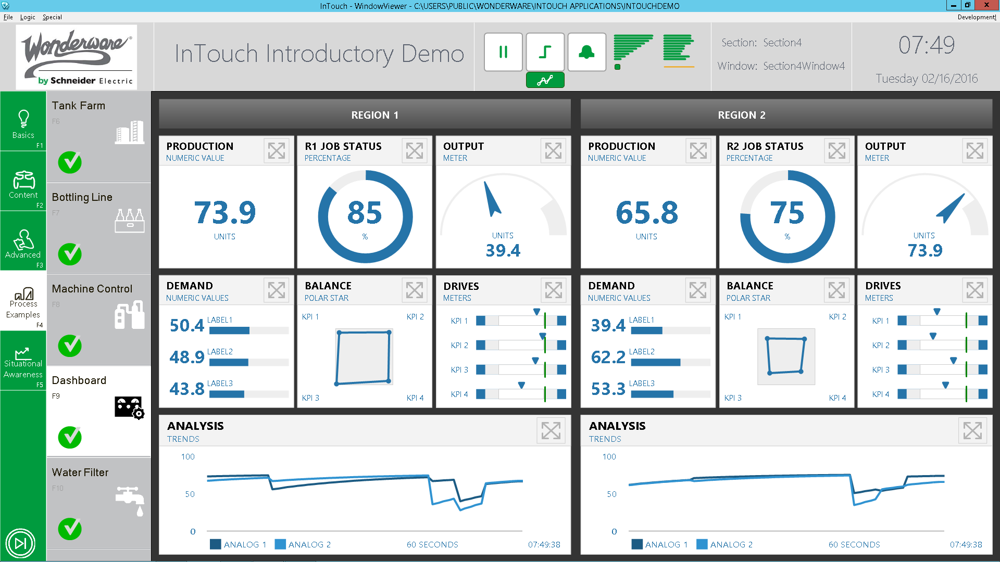 InTouch - WindowViewer - C:\USERS\PUBLIC\WONDERWARE\INTOUCH APPLICATIONS\INTOUCHDEMO
File Logic Special
Development!
Wonderware®
by Schneider Electric
InTouch Introductory Demo
Section: Section4
Window: Section4Window4
07:49
Tuesday 02/16/2016
Basics
F1
Content
F2
Advanced
F3
Process
Examples
F4
Situational
Awareness
F5
Tank Farm
F6
Bottling Line
F7
Machine Control
F8
Dashboard
F9
Water Filter
F10
REGION 1
PRODUCTION
NUMERIC VALUE
73.9
UNITS
R1 JOB STATUS
PERCENTAGE
85
%
OUTPUT
METER
UNITS
39.4
DEMAND
NUMERIC VALUES
50.4 LABEL1
48.9 LABEL2
43.8 LABEL3
BALANCE
POLAR STAR
KPI 1 KPI 2
KPI 3 KPI 4
DRIVES
METERS
KPI 1
KPI 2
KPI 3
KPI 4
ANALYSIS
TRENDS
100
50
0
ANALOG 1 ANALOG 2 60 SECONDS 07:49:38
REGION 2
PRODUCTION
NUMERIC VALUE
65.8
UNITS
R2 JOB STATUS
PERCENTAGE
75
%
OUTPUT
METER
UNITS
73.9
DEMAND
NUMERIC VALUES
39.4 LABEL1
62.2 LABEL2
53.3 LABEL3
BALANCE
POLAR STAR
KPI 1 KPI 2
KPI 3 KPI 4
DRIVES
METERS
KPI 1
KPI 2
KPI 3
KPI 4
ANALYSIS
TRENDS
100
50
0
ANALOG 1 ANALOG 2 60 SECONDS 07:49:38